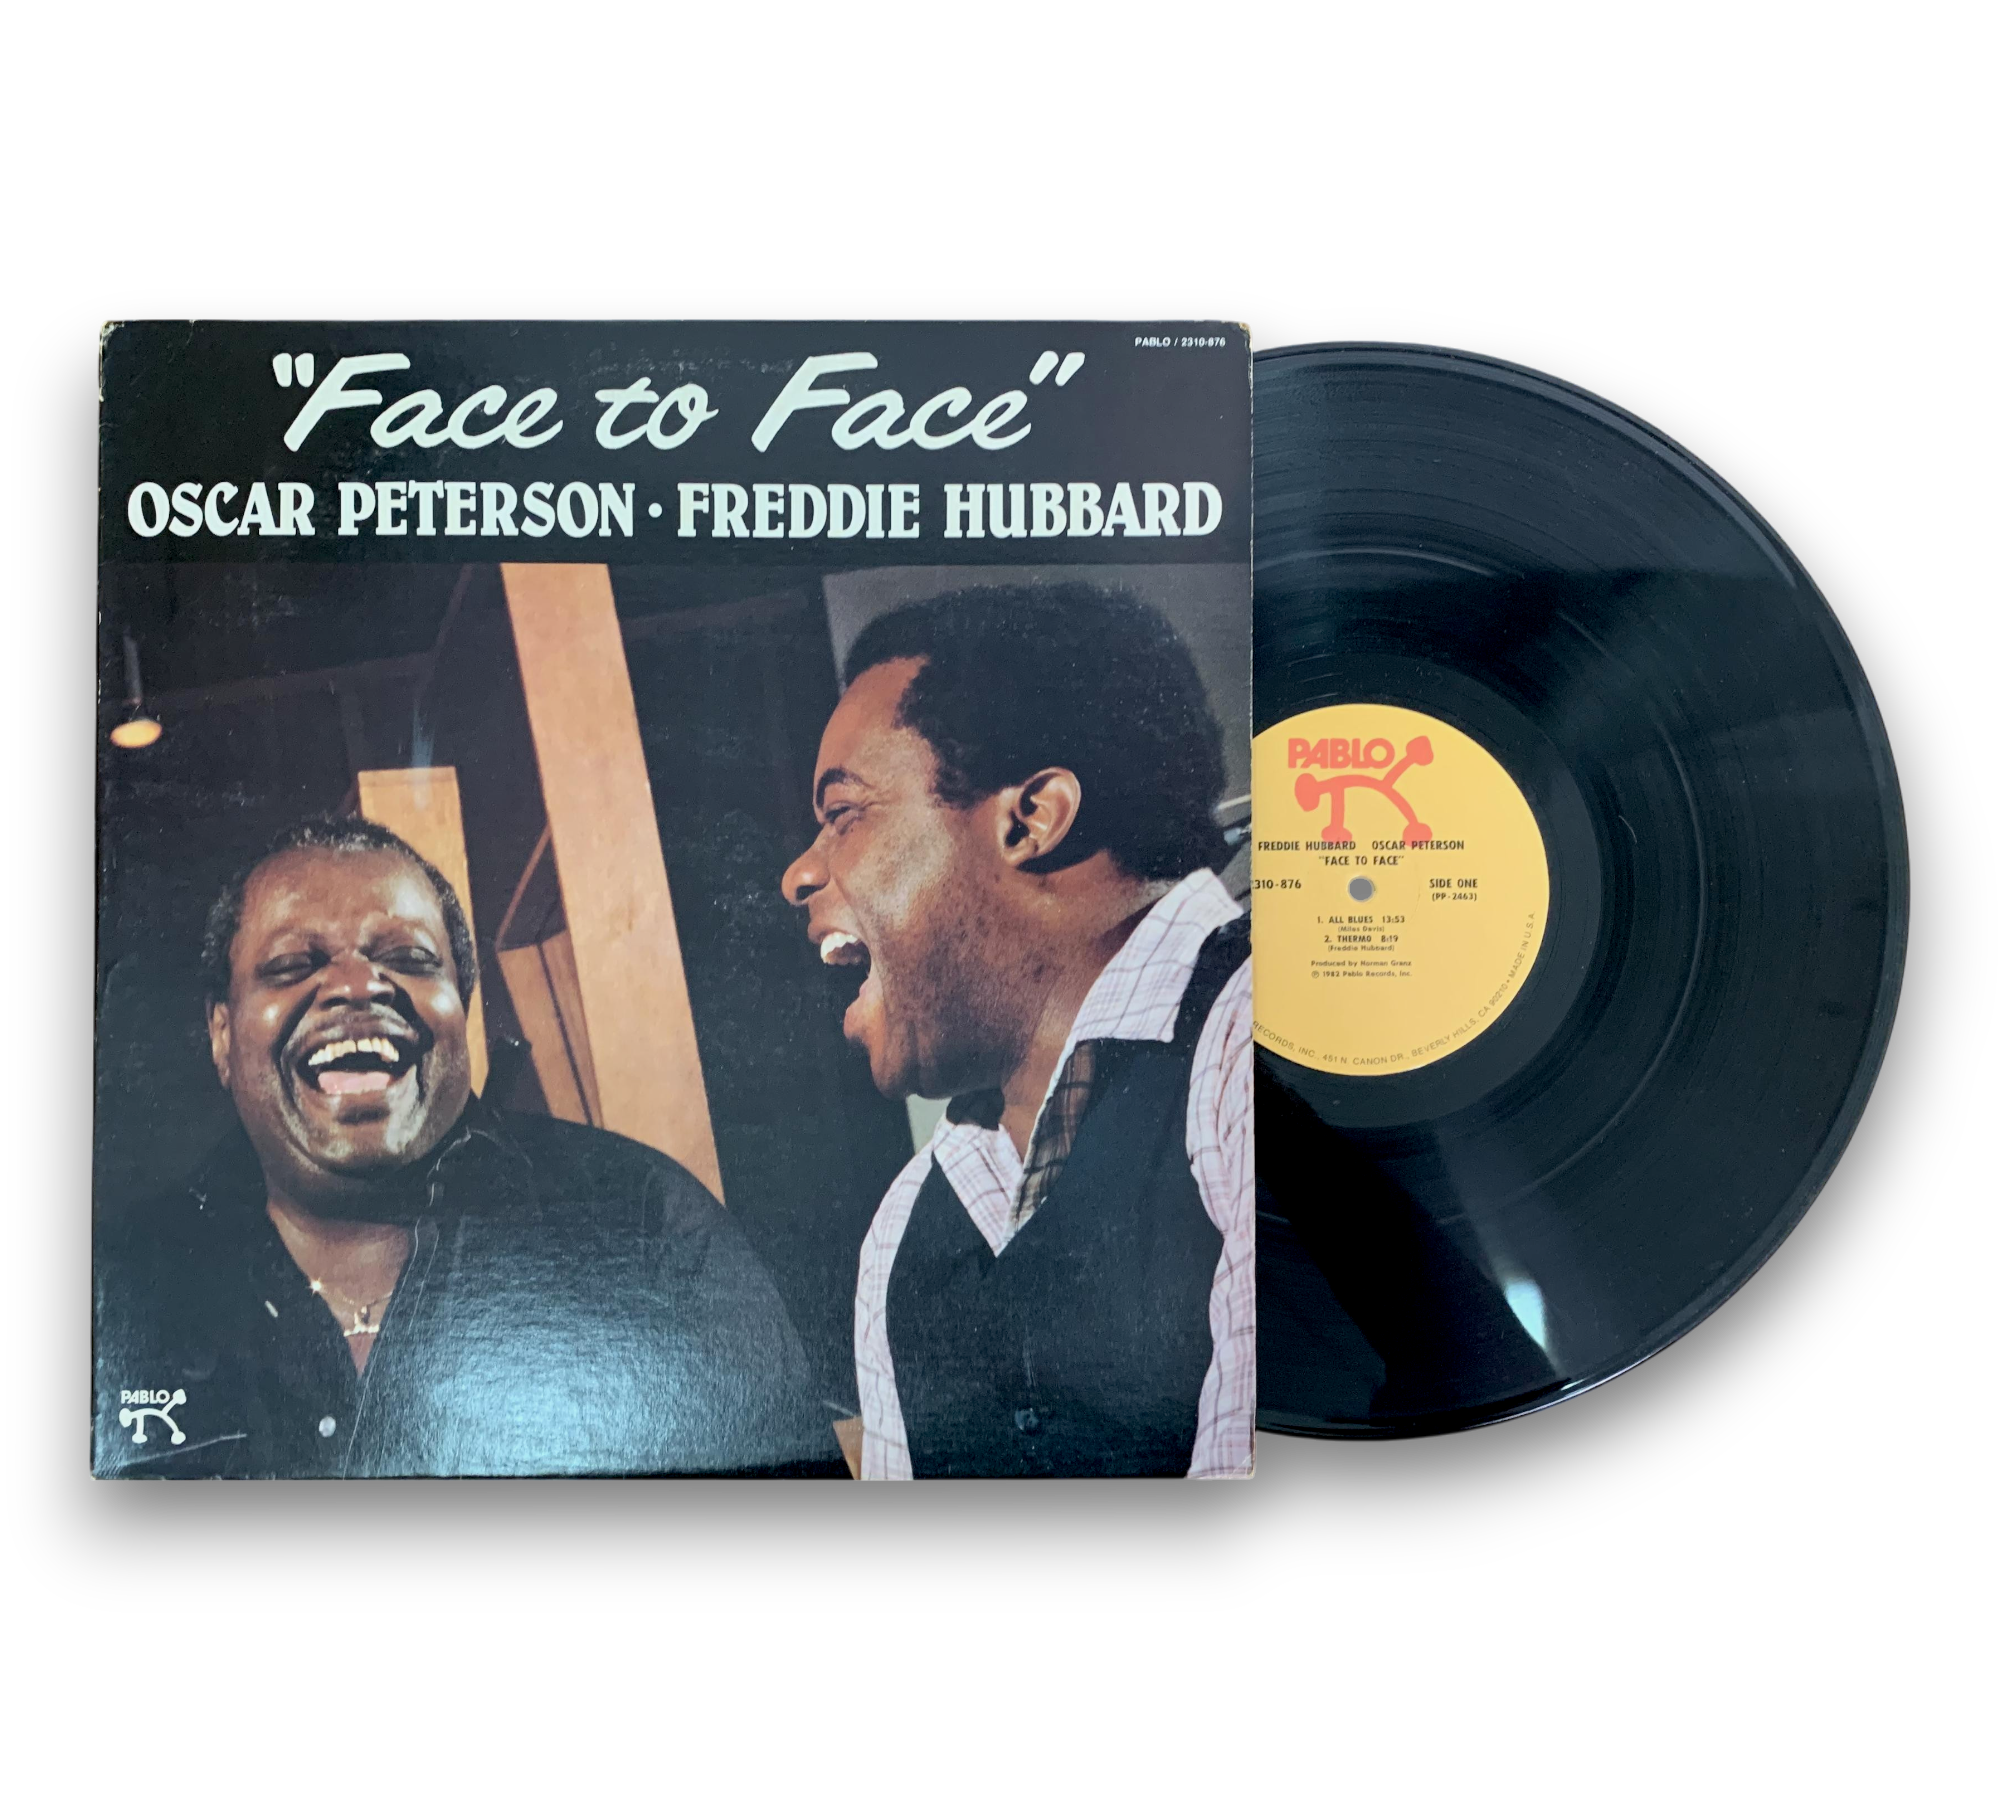 PABLO / 2310-876
"Face to Face"
OSCAR PETERSON • FREDDIE HUBBARD
PABLO
PABLO
FREDDIE HUBBARD OSCAR PETERSON
"FACE TO FACE"
310-876 SIDE ONE
(PP-2463)
1. ALL BLUES 13:53
(Miles Davis)
2. THERMO 8:19
(Freddie Hubbard)
Produced by Norman Granz
℗ 1982 Pablo Records, Inc.
RECORDS, INC., 451 N. CANON DR., BEVERLY HILLS, CA 90210 • MADE IN U.S.A.